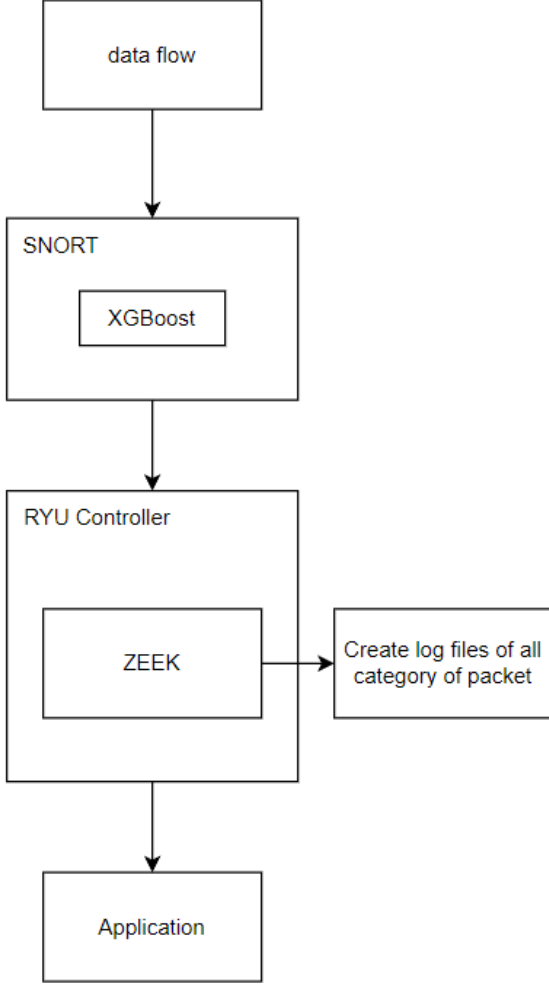 data flow
SNORT
XGBoost
RYU Controller
ZEEK
Create log files of all
category of packet
Application